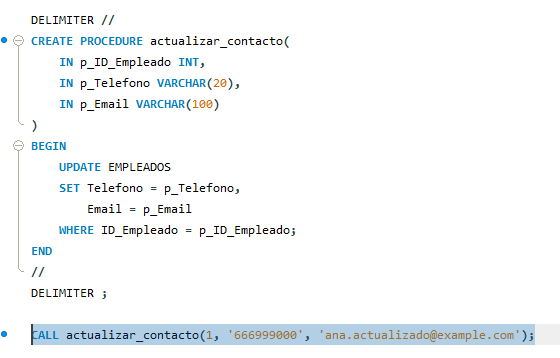 DELIMITER //
CREATE PROCEDURE actualizar_contacto(
    IN p_ID_Empleado INT,
    IN p_Telefono VARCHAR(20),
    IN p_Email VARCHAR(100)
)
BEGIN
    UPDATE EMPLEADOS
    SET Telefono = p_Telefono,
        Email = p_Email
    WHERE ID_Empleado = p_ID_Empleado;
END
//
DELIMITER ;
CALL actualizar_contacto(1, '666999000', 'ana.actualizado@example.com');